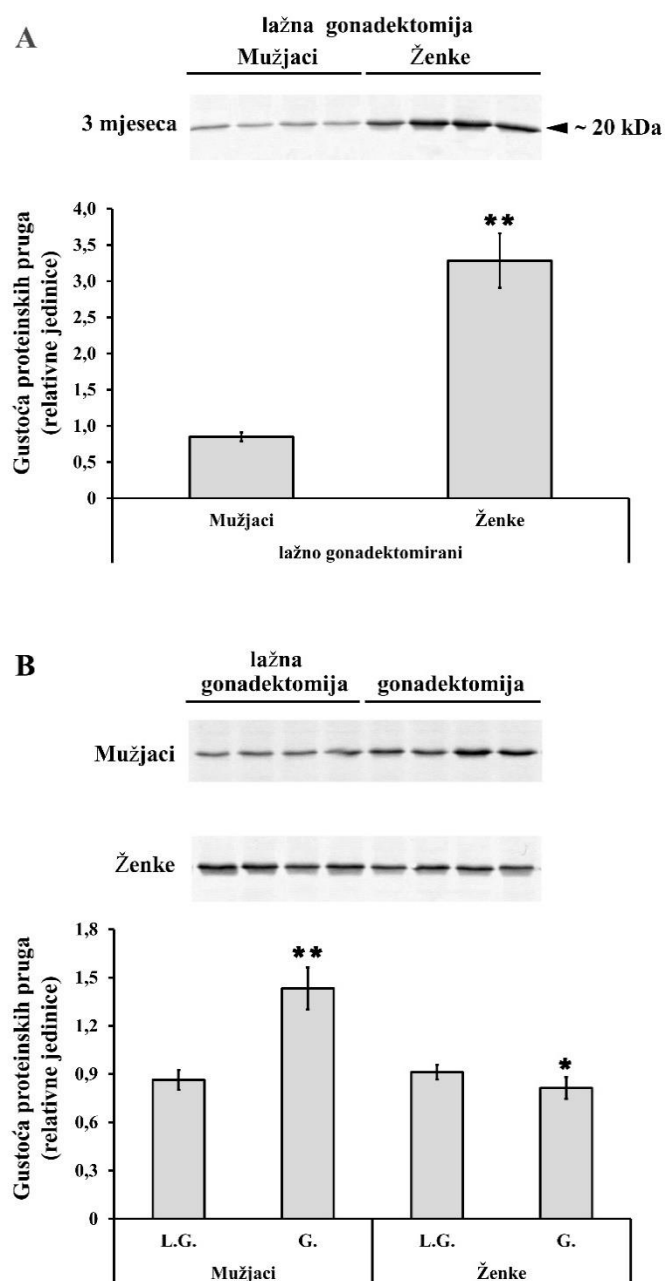 A
lažna gonadektomija
Mužjaci Ženke
3 mjeseca
~ 20 kDa
Gustoća proteinskih pruga
(relativne jedinice)
4,0
3,5
3,0
2,5
2,0
1,5
1,0
0,5
0
**
Mužjaci Ženke
lažno gonadektomirani
B
lažna
gonadektomija gonadektomija
Mužjaci
Ženke
Gustoća proteinskih pruga
(relativne jedinice)
1,8
1,5
1,2
0,9
0,6
0,3
0
**
*
L.G. G. L.G. G.
Mužjaci Ženke